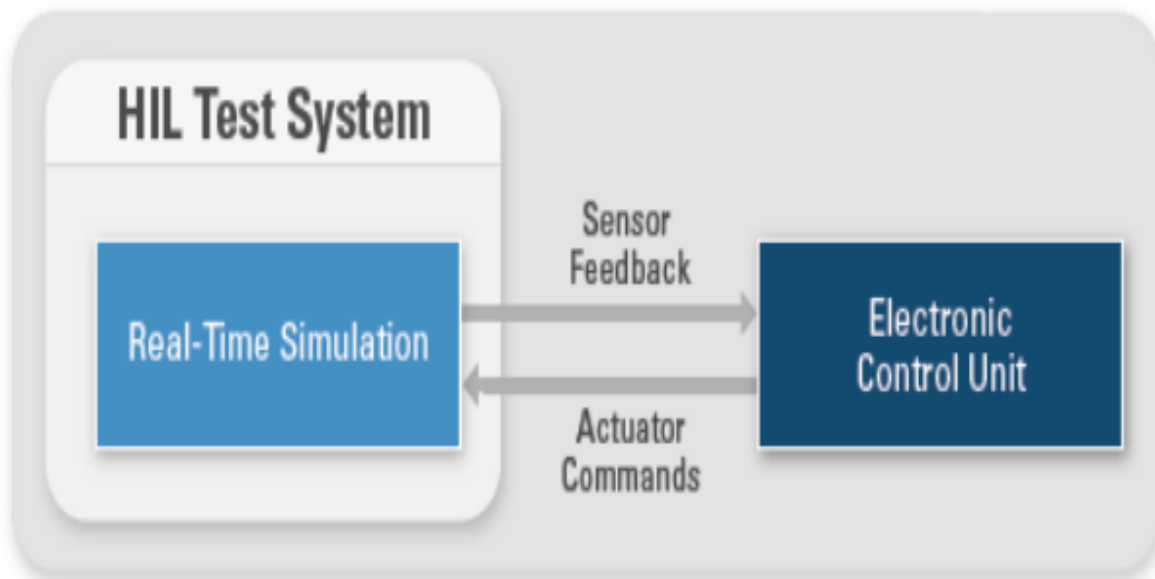 HIL Test System
Sensor
Feedback
Real-Time Simulation
Electronic
Control Unit
Actuator
Commands